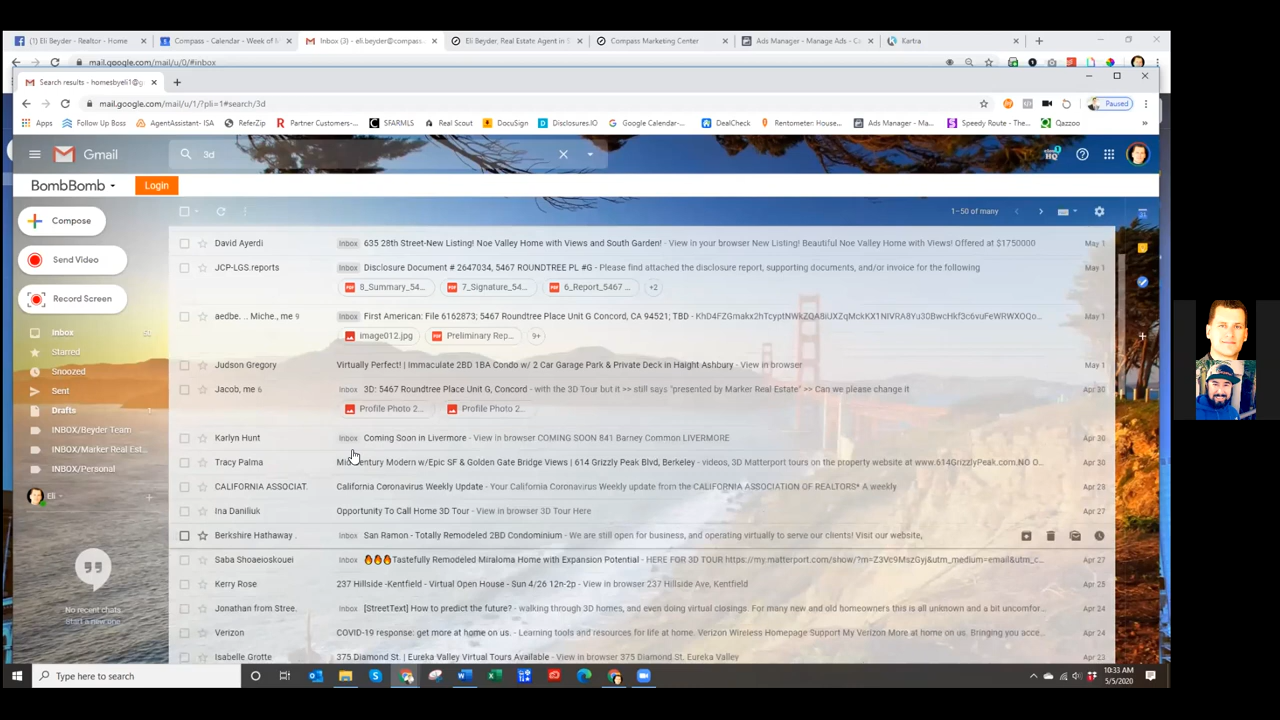 (1) Eli Beyder - Realtor - Home
Compass - Calendar - Week of M
Inbox (3) - eli.beyder@compass
Eli Beyder, Real Estate Agent in S
Compass Marketing Center
Ads Manager - Manage Ads - C
Kartra
mail.google.com/mail/u/0/#inbox
Search results - homesbyeli1@g
mail.google.com/mail/u/1/?pli=1#search/3d
Paused
Apps
Follow Up Boss
AgentAssistant- ISA
ReferZip
Partner Customers-...
SFARMLS
Real Scout
DocuSign
Disclosures.IO
Google Calendar-...
DealCheck
Rentometer: House...
Ads Manager - Ma...
Speedy Route - The...
Qazzoo
Gmail
3d
HQ
BombBomb
Login
Compose
1–50 of many
Send Video
Record Screen
Inbox
Starred
Snoozed
Sent
Drafts 1
INBOX/Beyder Team
INBOX/Marker Real Est...
INBOX/Personal
Eli
No recent chats
Start a new one
David Ayerdi Inbox 635 28th Street-New Listing! Noe Valley Home with Views and South Garden! - View in your browser New Listing! Beautiful Noe Valley Home with Views! Offered at $1750000 May 1
JCP-LGS.reports Inbox Disclosure Document # 2647034, 5467 ROUNDTREE PL #G - Please find attached the disclosure report, supporting documents, and/or invoice for the following May 1
8_Summary_54... 7_Signature_54... 6_Report_5467 ... +2
aedbe. .. Miche., me 9 Inbox First American: File 6162873; 5467 Roundtree Place Unit G Concord, CA 94521; TBD - May 1
image012.jpg Preliminary Rep... 9+
Judson Gregory Virtually Perfect! | Immaculate 2BD 1BA Condo w/ 2 Car Garage Park & Private Deck in Haight Ashbury - View in browser May 1
Jacob, me 6 Inbox 3D: 5467 Roundtree Place Unit G, Concord - with the 3D Tour but it >> still says "presented by Marker Real Estate" >> Can we please change it Apr 30
Profile Photo 2... Profile Photo 2...
Karlyn Hunt Inbox Coming Soon in Livermore - View in browser COMING SOON 841 Barney Common LIVERMORE Apr 30
Tracy Palma Mid Century Modern w/Epic SF & Golden Gate Bridge Views | 614 Grizzly Peak Blvd, Berkeley - videos, 3D Matterport tours on the property website at www.614GrizzlyPeak.com.NO O... Apr 30
CALIFORNIA ASSOCIAT. California Coronavirus Weekly Update - Your California Coronavirus Weekly update from the CALIFORNIA ASSOCIATION OF REALTORS® A weekly Apr 28
Ina Daniliuk Opportunity To Call Home 3D Tour - View in browser 3D Tour Here Apr 27
Berkshire Hathaway . Inbox San Ramon - Totally Remodeled 2BD Condominium - We are still open for business, and operating virtually to serve our clients! Visit our website,
Saba Shoaeioskouei Inbox 🔥🔥🔥Tastefully Remodeled Miraloma Home with Expansion Potential - HERE FOR 3D TOUR https://my.matterport.com/show/?m=Z3Vc9MszGyj&utm_medium=email&utm_c... Apr 27
Kerry Rose 237 Hillside -Kentfield - Virtual Open House - Sun 4/26 12n-2p - View in browser 237 Hillside Ave, Kentfield Apr 25
Jonathan from Stree. Inbox [StreetText] How to predict the future? - walking through 3D homes, and even doing virtual closings. For many new and old homeowners this is all unknown and a bit uncomfor... Apr 24
Verizon COVID-19 response: get more at home on us. - Learning tools and resources for life at home. Verizon Wireless Homepage Support My Verizon More at home on us. Bringing you acce... Apr 24
Isabelle Grotte 375 Diamond St. | Eureka Valley Virtual Tours Available - View in browser 375 Diamond St, Eureka Valley Apr 23
Type here to search
10:33 AM
5/5/2020